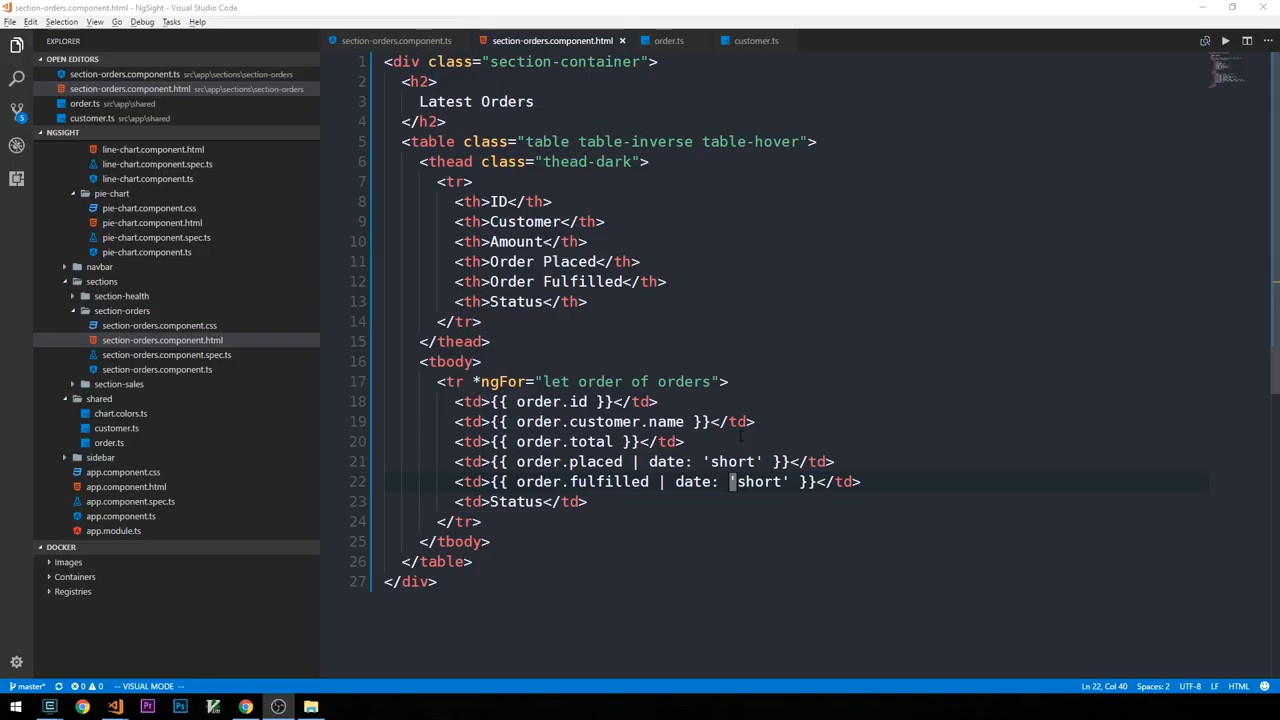 section-orders.component.html - NgSight - Visual Studio Code
File Edit Selection View Go Debug Tasks Help
EXPLORER
section-orders.component.ts section-orders.component.html order.ts customer.ts
OPEN EDITORS
section-orders.component.ts src\app\sections\section-orders
section-orders.component.html src\app\sections\section-orders
order.ts src\app\shared
customer.ts src\app\shared
NGSIGHT
line-chart.component.html
line-chart.component.spec.ts
line-chart.component.ts
pie-chart
pie-chart.component.css
pie-chart.component.html
pie-chart.component.spec.ts
pie-chart.component.ts
navbar
sections
section-health
section-orders
section-orders.component.css
section-orders.component.html
section-orders.component.spec.ts
section-orders.component.ts
section-sales
shared
chart.colors.ts
customer.ts
order.ts
sidebar
app.component.css
app.component.html
app.component.spec.ts
app.component.ts
app.module.ts
DOCKER
Images
Containers
Registries
1 <div class="section-container">
2 <h2>
3 Latest Orders
4 </h2>
5 <table class="table table-inverse table-hover">
6 <thead class="thead-dark">
7 <tr>
8 <th>ID</th>
9 <th>Customer</th>
10 <th>Amount</th>
11 <th>Order Placed</th>
12 <th>Order Fulfilled</th>
13 <th>Status</th>
14 </tr>
15 </thead>
16 <tbody>
17 <tr *ngFor="let order of orders">
18 <td>{{ order.id }}</td>
19 <td>{{ order.customer.name }}</td>
20 <td>{{ order.total }}</td>
21 <td>{{ order.placed | date: 'short' }}</td>
22 <td>{{ order.fulfilled | date: 'short' }}</td>
23 <td>Status</td>
24 </tr>
25 </tbody>
26 </table>
27 </div>
5
master* 0 0 -- VISUAL MODE -- Ln 22, Col 40 Spaces: 2 UTF-8 LF HTML
Pr Ps